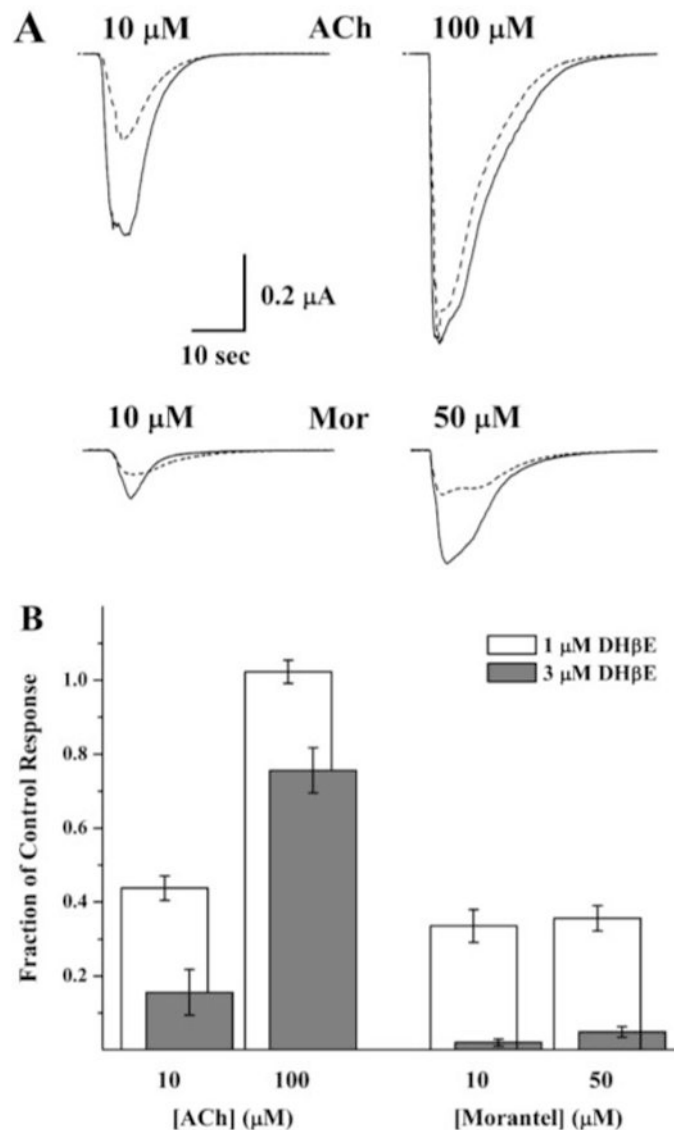 A
10 μM ACh 100 μM
0.2 μA
10 sec
10 μM Mor 50 μM
B
1 μM DHβE
3 μM DHβE
Fraction of Control Response
1.0
0.8
0.6
0.4
0.2
10 100 10 50
[ACh] (μM) [Morantel] (μM)